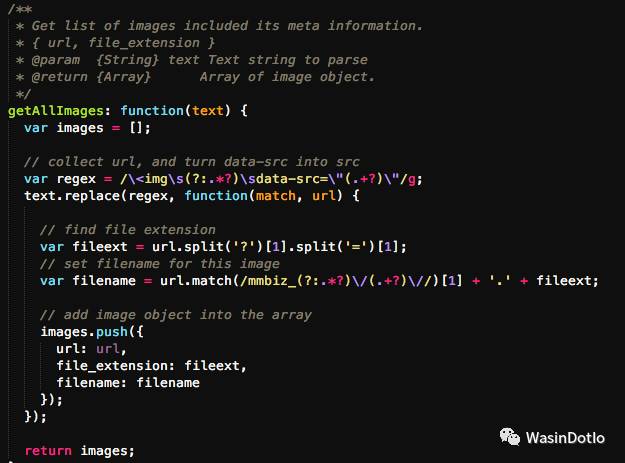 /**
 * Get list of images included its meta information.
 * { url, file_extension }
 * @param  {String} text Text string to parse
 * @return {Array}      Array of image object.
 */
getAllImages: function(text) {
  var images = [];
  // collect url, and turn data-src into src
  var regex = /\<img\s(?:.*?)\sdata-src=\"(.+?)\"/g;
  text.replace(regex, function(match, url) {
    // find file extension
    var fileext = url.split('?')[1].split('=')[1];
    // set filename for this image
    var filename = url.match(/mmbiz_(?:.*?)\/(.+?)\//)[1] + '.' + fileext;
    // add image object into the array
    images.push({
      url: url,
      file_extension: fileext,
      filename: filename
    });
  });
  return images;
WasinDotIo